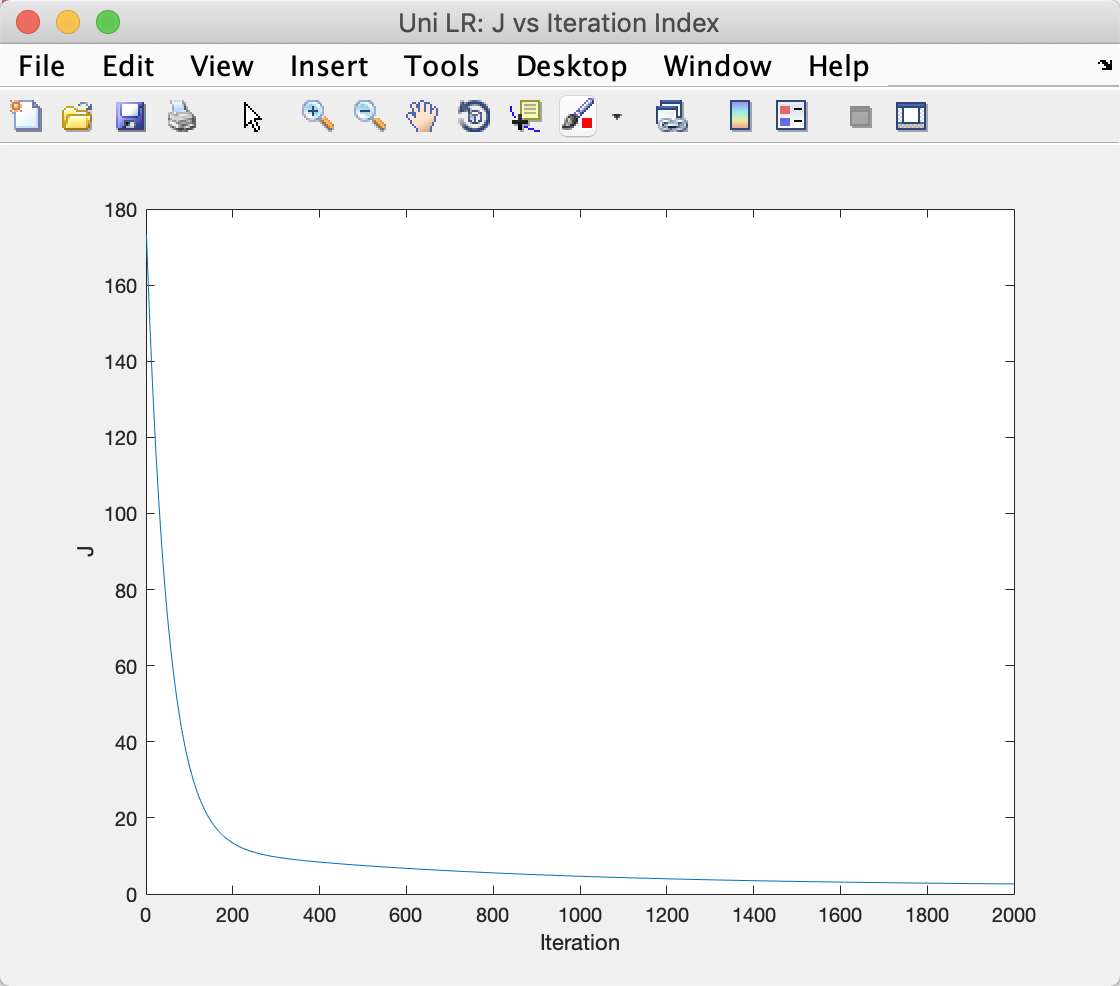 Uni LR: J vs Iteration Index
File Edit View Insert Tools Desktop Window Help
180
160
140
120
100
80
60
40
20
0
J
0 200 400 600 800 1000 1200 1400 1600 1800 2000
Iteration